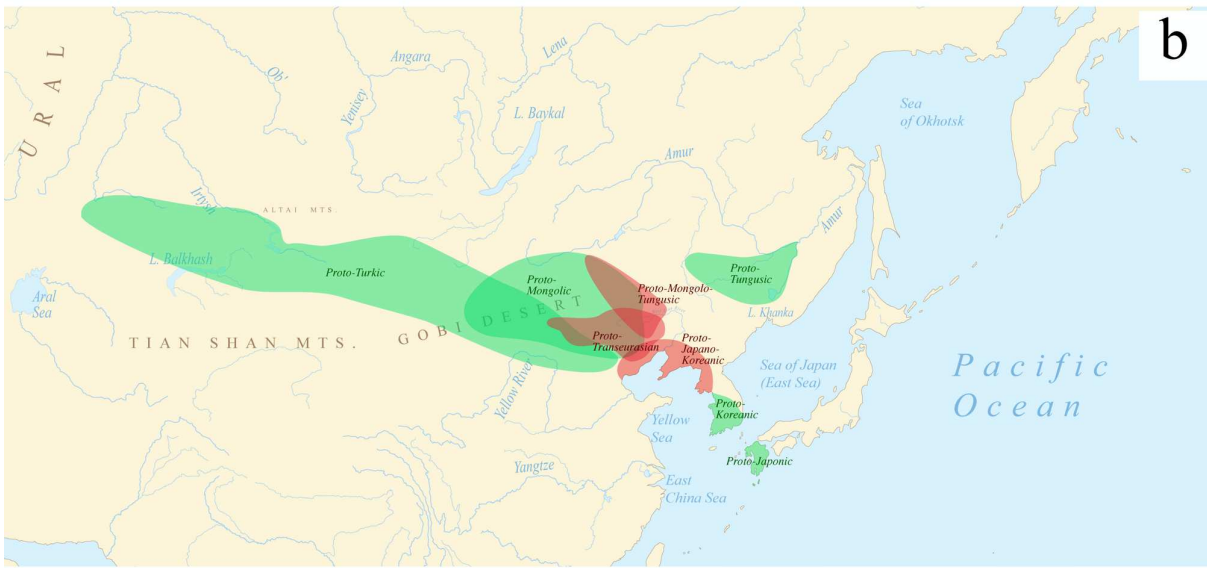 b
URAL
Ob'
Angara
Lena
Yenisey
L. Baykal
Sea
of Okhotsk
Amur
Irtysh
ALTAI MTS.
Amur
L. Balkhash
Proto-Turkic
Proto-
Mongolic
Proto-Mongolo-
Tungusic
Proto-
Tungusic
Aral
Sea
L. Khanka
GOBI DESERT
TIAN SHAN MTS.
Proto-
Transeurasian
Proto-
Japano-
Koreanic
Sea of Japan
(East Sea)
Pacific
Ocean
Yellow River
Proto-
Koreanic
Yellow
Sea
Proto-Japonic
Yangtze
East
China Sea